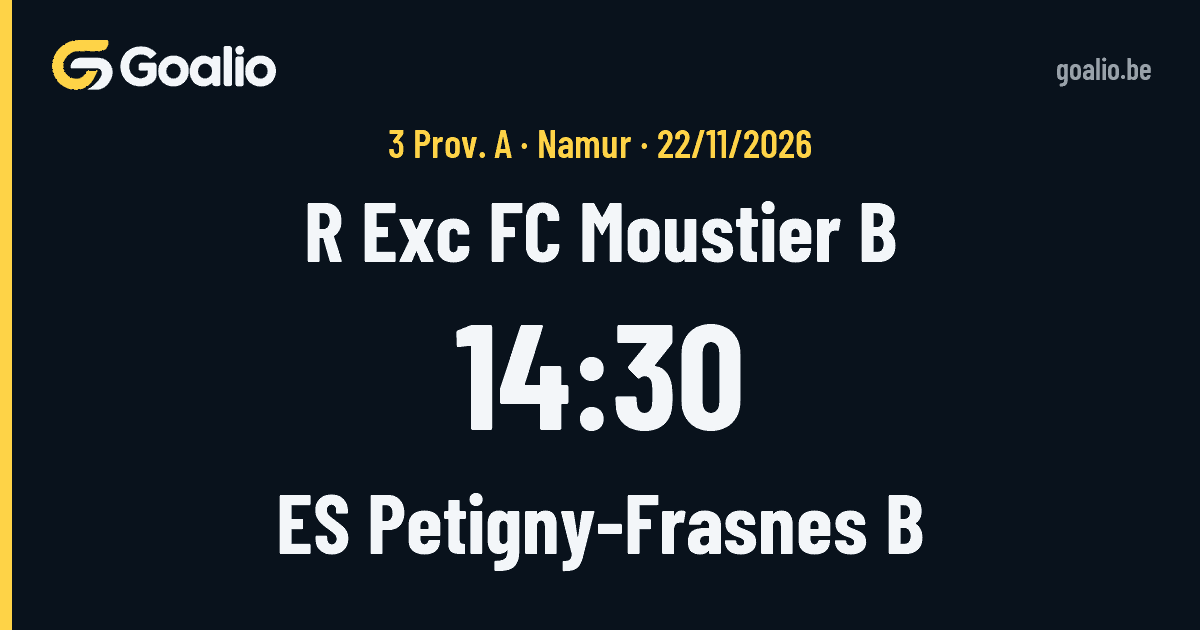 Goalio
goalio.be
3 Prov. A · Namur · 22/11/2026
R Exc FC Moustier B
14:30
ES Petigny-Frasnes B